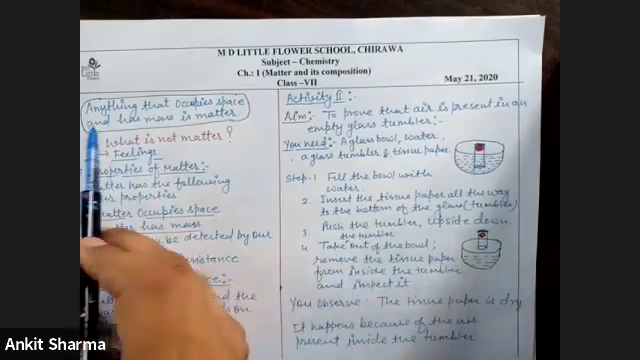 M D LITTLE FLOWER SCHOOL, CHIRAWA
Subject – Chemistry
Ch.: 1 (Matter and its composition)
Class –VII
May 21, 2020
Anything that occupies space
and has mass is matter.
What is not matter?
→ Feelings.
Properties of Matter:-
matter has the following
properties.
matter occupies space
matter has mass
be detected by our
Activity II :-
Aim: To prove that air is present in an
empty glass tumbler:-
You need: A glass bowl, water,
a glass tumbler & tissue paper.
Step-1 Fill the bowl with
water.
2. Insert the tissue paper all the way
to the bottom of the glass (tumbler)
3. Push the tumbler, upside down.
the tumbler
4. Take out of the bowl;
remove the tissue paper
from inside the tumbler
and inspect it
You Observe: The tissue paper is dry
It happens because of the air
present inside the tumbler
Ankit Sharma